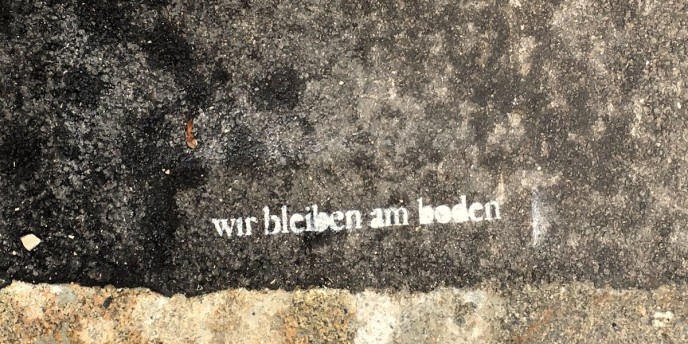 wir bleiben am boden